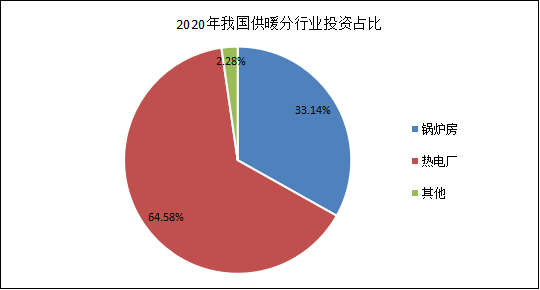 2020年我国供暖分行业投资占比
2.28%
33.14%
64.58%
锅炉房
热电厂
其他